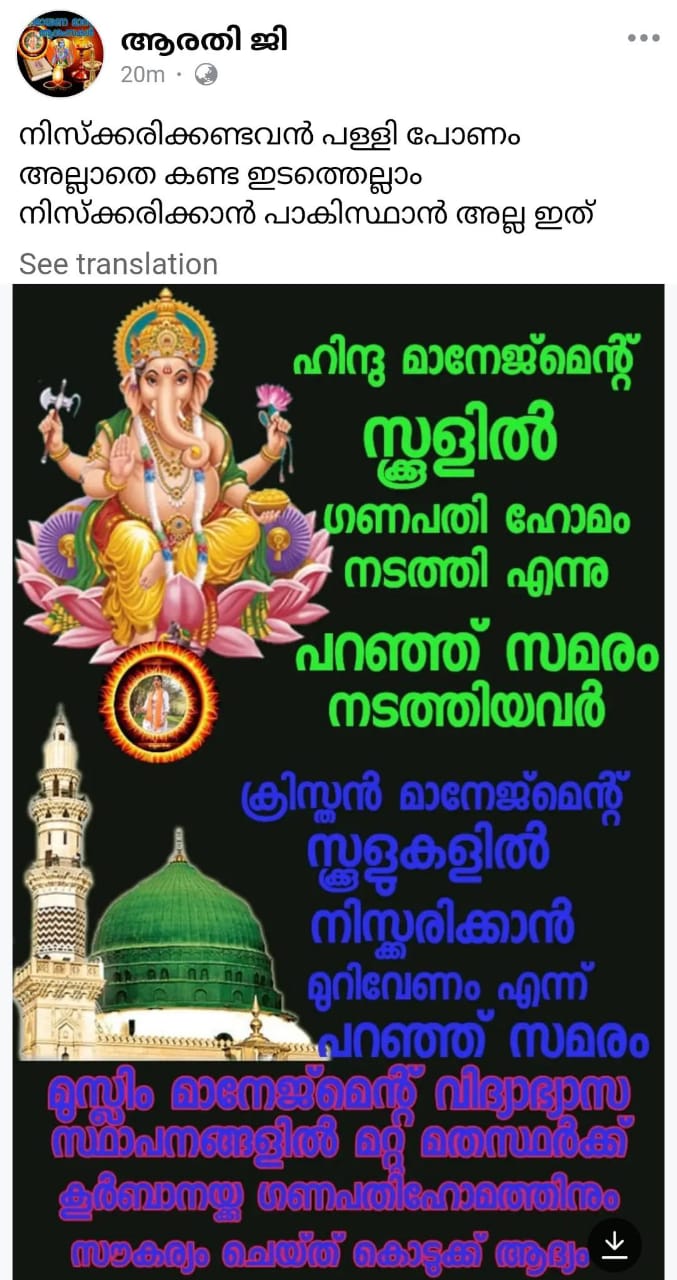 ആരതി ജി
20m
നിസ്ക്കരിക്കണ്ടവൻ പള്ളി പോണം
അല്ലാതെ കണ്ട ഇടത്തെല്ലാം
നിസ്ക്കരിക്കാൻ പാകിസ്ഥാൻ അല്ല ഇത്
See translation
ഹിന്ദു മാനേജ്മെന്റ്
സ്ക്കൂളിൽ
ഗണപതി ഹോമം
നടത്തി എന്നു
പറഞ്ഞ് സമരം
നടത്തിയവർ
ക്രിസ്ത്യൻ മാനേജ്മെന്റ്
സ്ക്കൂളുകളിൽ
നിസ്ക്കരിക്കാൻ
മുറിവേണം എന്ന്
പറഞ്ഞ് സമരം
മുസ്ലിം മാനേജ്മെന്റ് വിദ്യാഭ്യാസ
സ്ഥാപനങ്ങളിൽ മറ്റു മതസ്ഥർക്ക്
കുർബാനയ്ക്കു ഗണപതിഹോമത്തിനും
സൗകര്യം ചെയ്ത് കൊടുക്ക് ആദ്യം